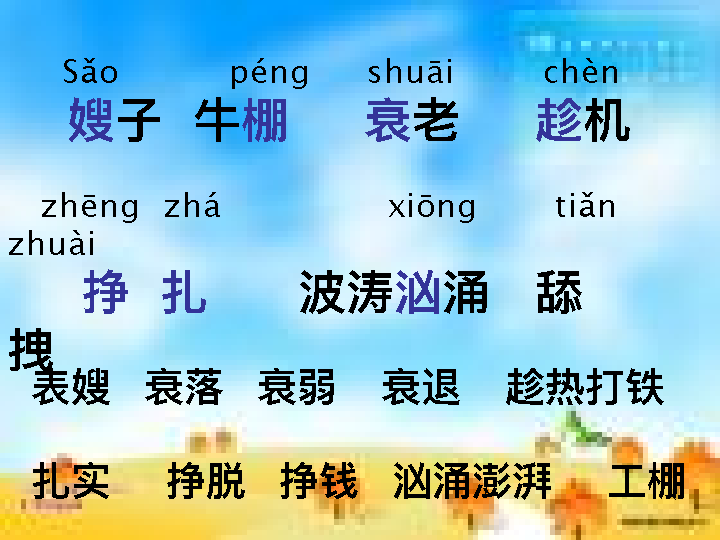 Sǎo péng shuāi chèn
嫂子 牛棚 衰老 趁机
zhēng zhá xiōng tiǎn
zhuài
挣 扎 波涛汹涌 舔
拽
表嫂 衰落 衰弱 衰退 趁热打铁
扎实 挣脱 挣钱 汹涌澎湃 工棚